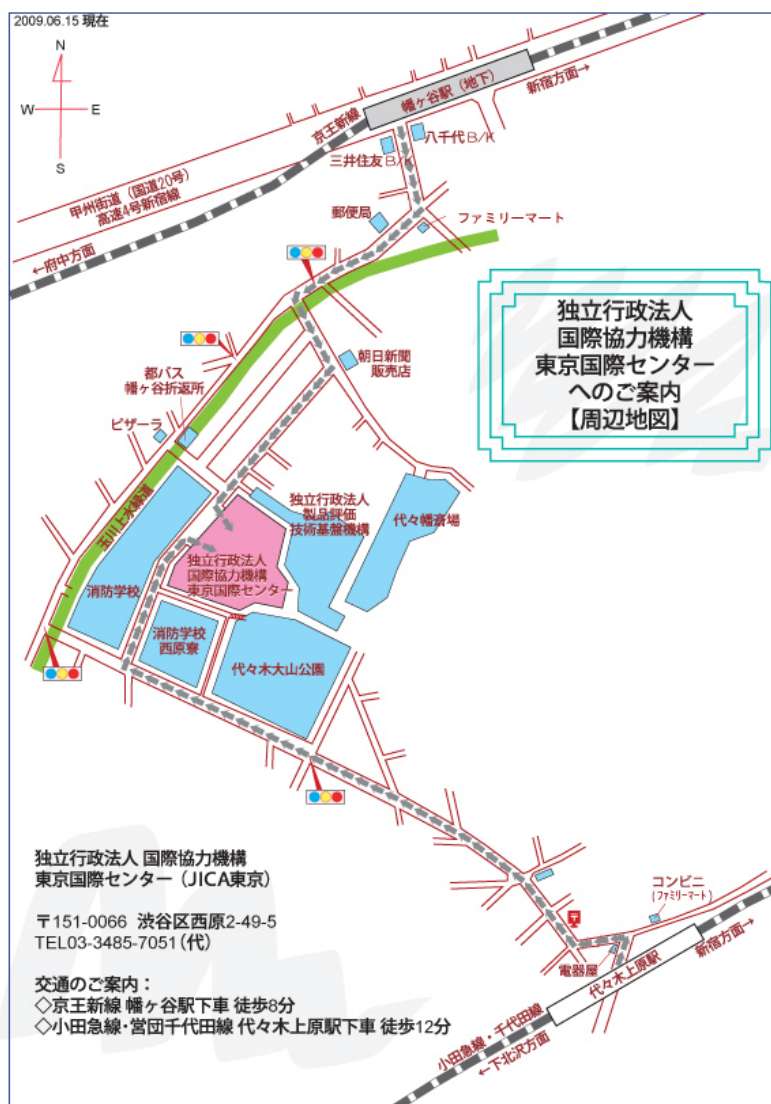 2009.06.15 現在
N
W
E
S
幡ヶ谷駅(地下)
新宿方面→
京王新線
八千代B/K
三井住友B/K
甲州街道(国道20号)
高速4号新宿線
郵便局
ファミリーマート
←府中方面
独立行政法人
国際協力機構
東京国際センター
へのご案内
【周辺地図】
朝日新聞
販売店
都バス
幡ヶ谷折返所
ピザーラ
玉川上水緑道
独立行政法人
製品評価
技術基盤機構
代々幡斎場
独立行政法人
国際協力機構
東京国際センター
消防学校
消防学校
西原寮
代々木大山公園
独立行政法人 国際協力機構
東京国際センター(JICA東京)
〒151-0066 渋谷区西原2-49-5
TEL03-3485-7051(代)
交通のご案内:
◇京王新線 幡ヶ谷駅下車 徒歩8分
◇小田急線・営団千代田線 代々木上原駅下車 徒歩12分
コンビニ
(ファミリーマート)
〒
電器屋
代々木上原駅
新宿方面→
小田急線・千代田線
←下北沢方面